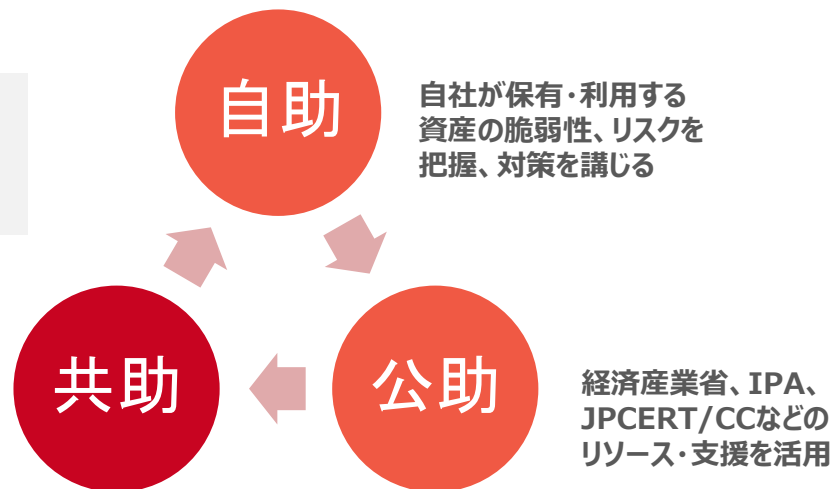 自助
自社が保有・利用する
資産の脆弱性、リスクを
把握、対策を講じる
共助
公助
経済産業省、IPA、
JPCERT/CCなどの
リソース・支援を活用